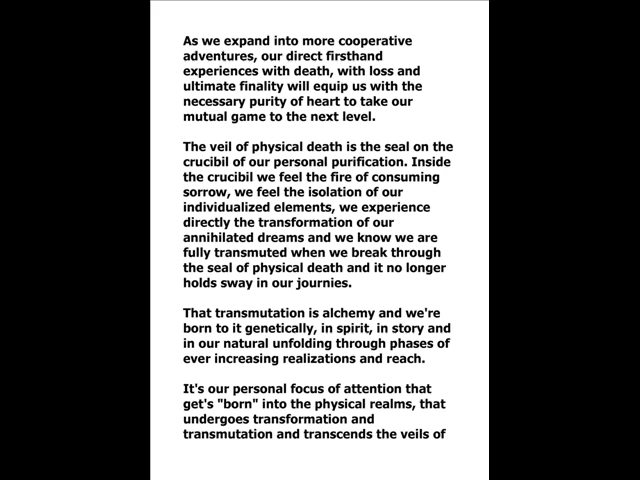 As we expand into more cooperative
adventures, our direct firsthand
experiences with death, with loss and
ultimate finality will equip us with the
necessary purity of heart to take our
mutual game to the next level.
The veil of physical death is the seal on the
crucibil of our personal purification. Inside
the crucibil we feel the fire of consuming
sorrow, we feel the isolation of our
individualized elements, we experience
directly the transformation of our
annihilated dreams and we know we are
fully transmuted when we break through
the seal of physical death and it no longer
holds sway in our journies.
That transmutation is alchemy and we're
born to it genetically, in spirit, in story and
in our natural unfolding through phases of
ever increasing realizations and reach.
It's our personal focus of attention that
get's "born" into the physical realms, that
undergoes transformation and
transmutation and transcends the veils of